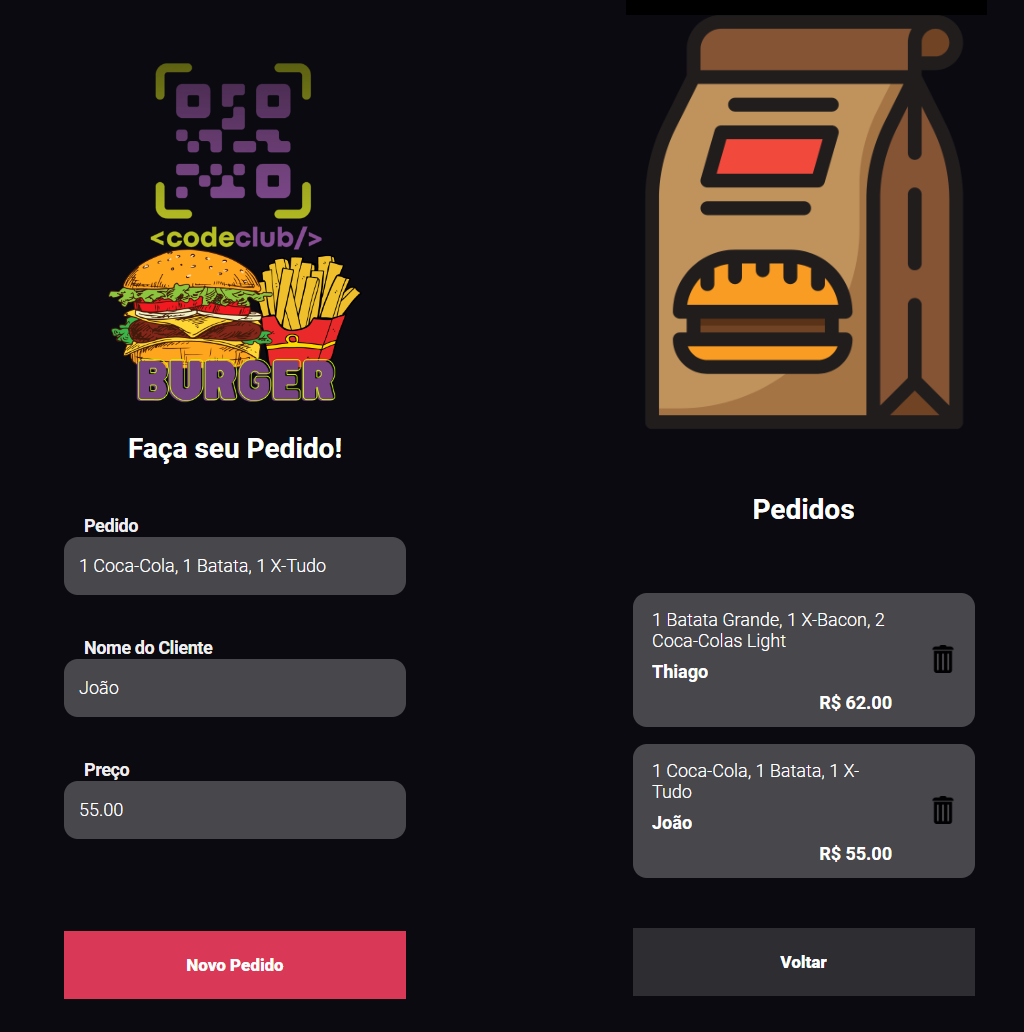 <codeclub/>
BURGER
Faça seu Pedido!
Pedido
1 Coca-Cola, 1 Batata, 1 X-Tudo
Nome do Cliente
João
Preço
55.00
Novo Pedido
Pedidos
1 Batata Grande, 1 X-Bacon, 2
Coca-Colas Light
Thiago
R$ 62.00
1 Coca-Cola, 1 Batata, 1 X-
Tudo
João
R$ 55.00
Voltar